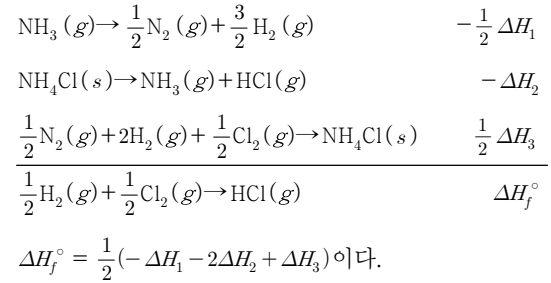 NH₃(g)→1/2 N₂(g)+3/2 H₂(g) −1/2 ΔH₁
NH₄Cl(s)→NH₃(g)+HCl(g) −ΔH₂
1/2 N₂(g)+2H₂(g)+1/2 Cl₂(g)→NH₄Cl(s) 1/2 ΔH₃
1/2 H₂(g)+1/2 Cl₂(g)→HCl(g) ΔH_f°
ΔH_f° = 1/2(−ΔH₁−2ΔH₂+ΔH₃)이다.